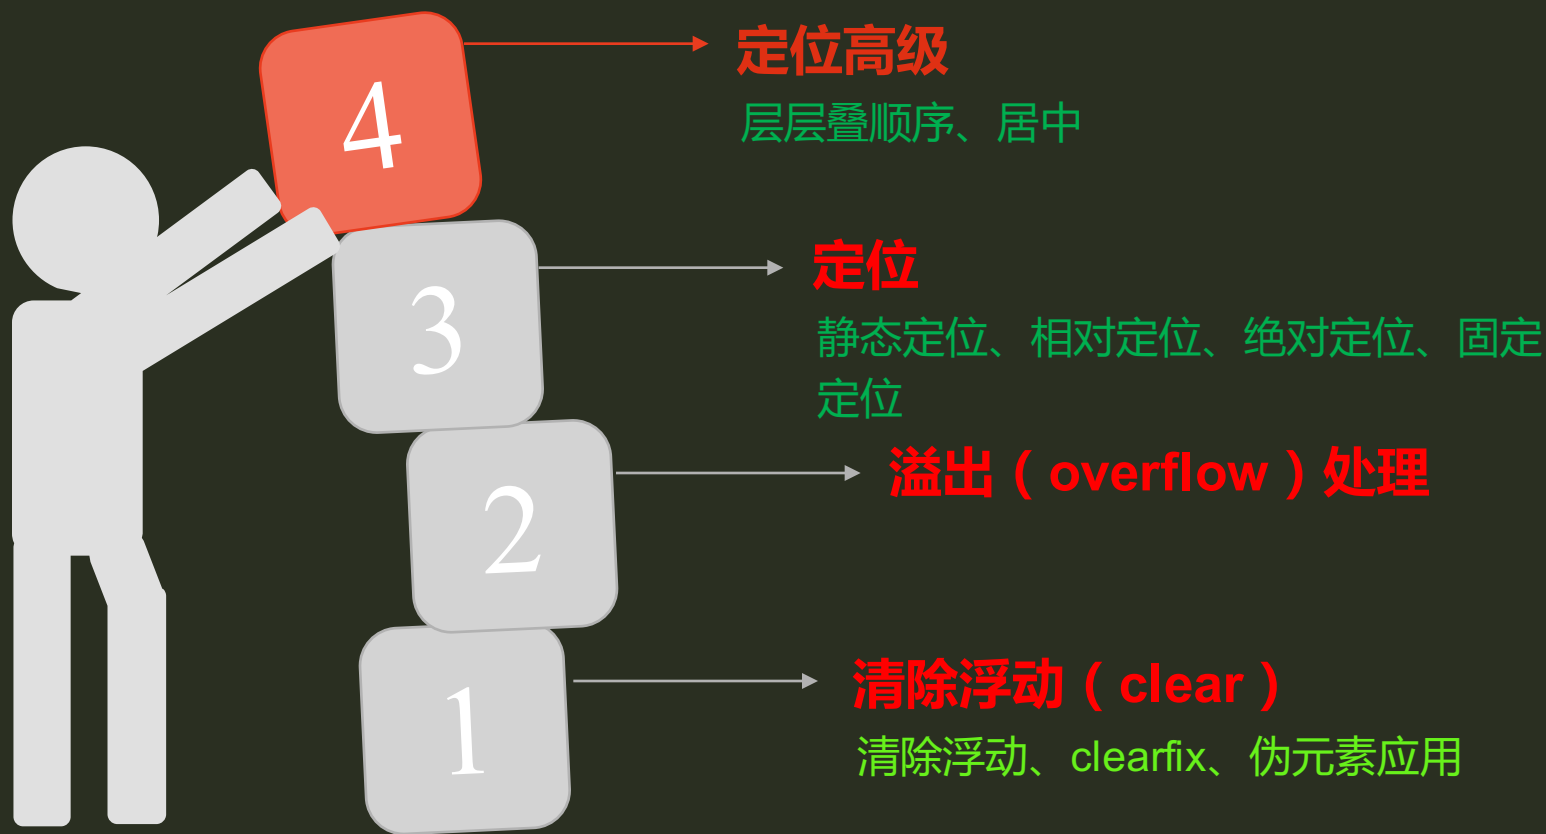 4
定位高级
层层叠顺序、居中
3
定位
静态定位、相对定位、绝对定位、固定
定位
2
溢出（overflow）处理
1
清除浮动（clear）
清除浮动、clearfix、伪元素应用